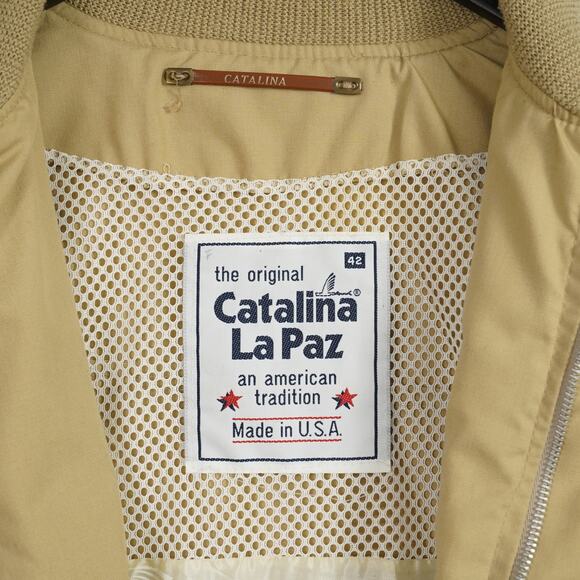 CATALINA
42
the original
Catalina®
La Paz
an american
tradition
Made in U.S.A.